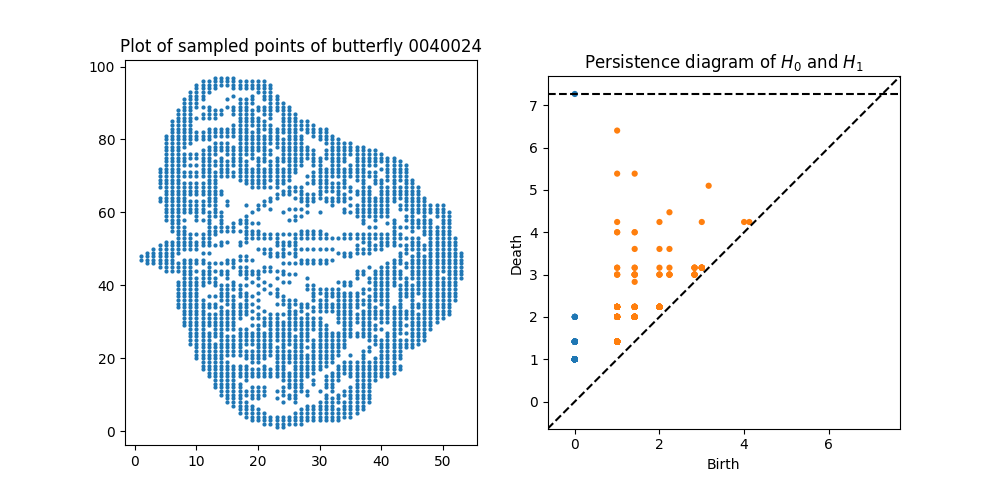 Plot of sampled points of butterfly 0040024
100
80
60
40
20
0
0 10 20 30 40 50
Persistence diagram of H₀ and H₁
Death
7
6
5
4
3
2
1
0
0 2 4 6
Birth